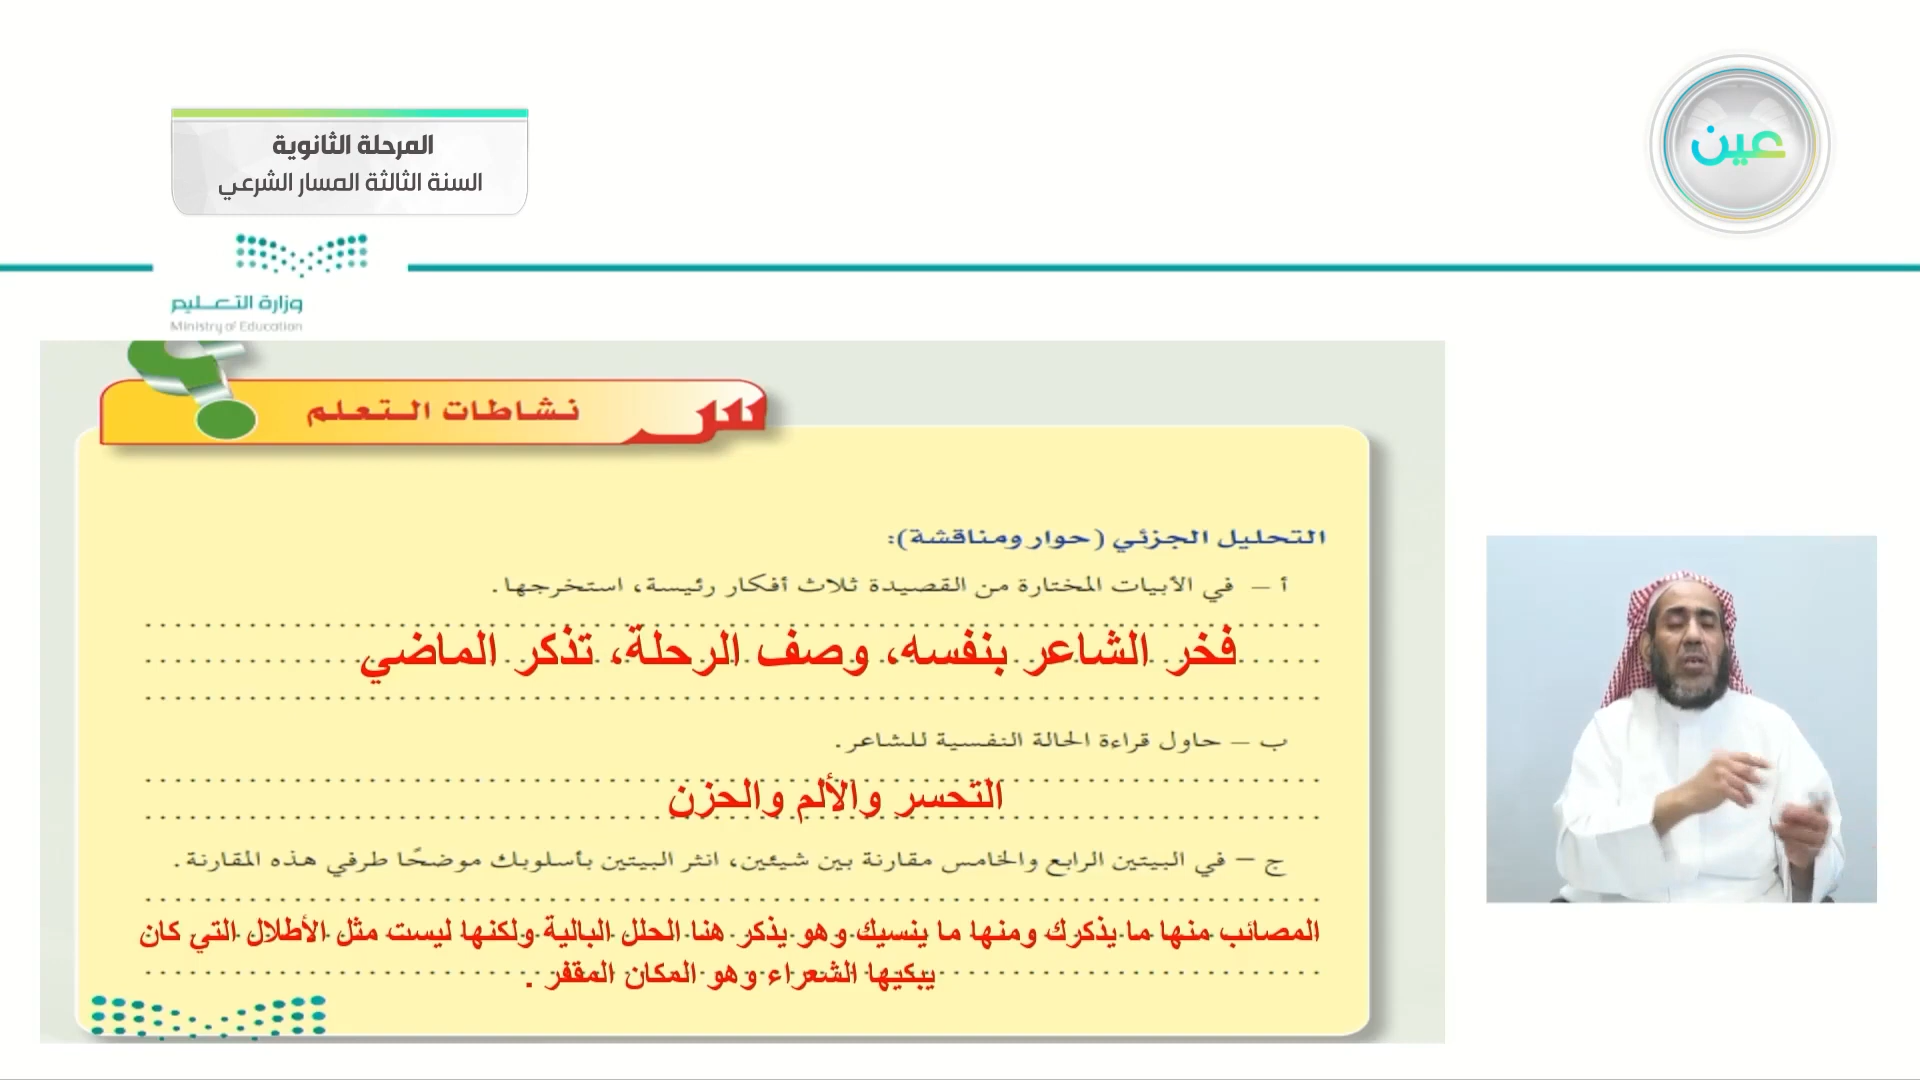 المرحلة الثانوية
السنة الثالثة المسار الشرعي
عين
وزارة التعـــليم
Ministry of Education
س نشاطات التعلم ؟
التحليل الجزئي (حوار ومناقشة):
أ – في الأبيات المختارة من القصيدة ثلاث أفكار رئيسة، استخرجها.
فخر الشاعر بنفسه، وصف الرحلة، تذكر الماضي
ب – حاول قراءة الحالة النفسية للشاعر.
التحسر والألم والحزن
ج – في البيتين الرابع والخامس مقارنة بين شيئين، انثر البيتين بأسلوبك موضحًا طرفي هذه المقارنة.
المصائب منها ما يذكرك ومنها ما ينسيك وهو يذكر هنا الحلل البالية ولكنها ليست مثل الأطلال التي كان
يبكيها الشعراء وهو المكان المقفر .